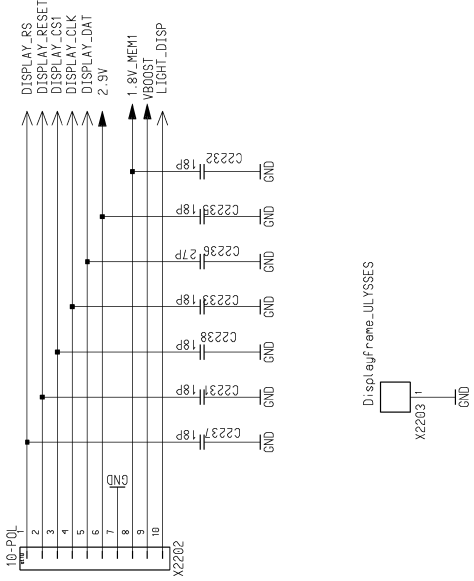 DISPLAY_RS
DISPLAY_RESET
DISPLAY_CS1
DISPLAY_CLK
DISPLAY_DAT
2.9V
1.8V_MEM1
VBOOST
LIGHT_DISP
18P
C2232
GND
18P
C2235
GND
27P
C2236
GND
18P
C2233
GND
18P
C2238
GND
18P
C2231
GND
18P
C2237
GND
GND
10-POL
1
2
3
4
5
6
7
8
9
10
X2202
Displayframe_ULYSSES
1
X2203
GND